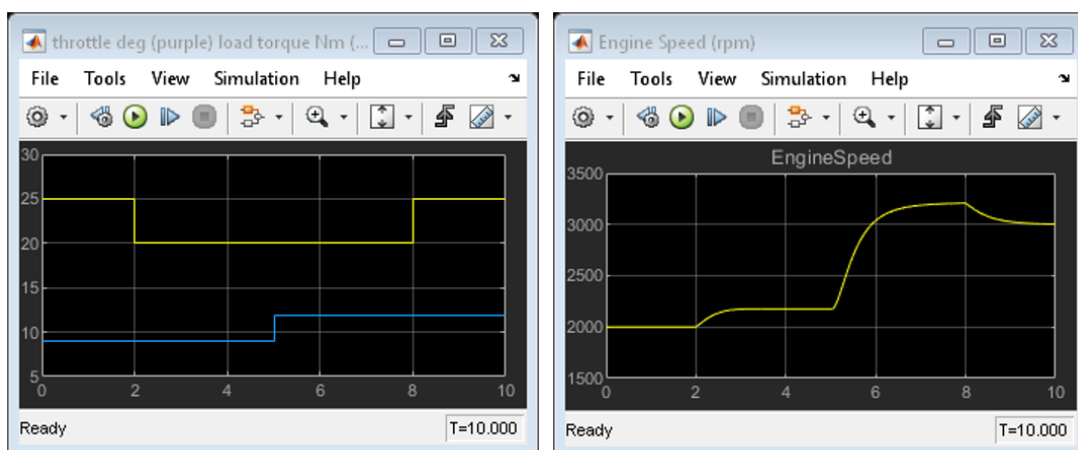 throttle deg (purple) load torque Nm (...
File Tools View Simulation Help
30
25
20
15
10
5
0 2 4 6 8 10
Ready T=10.000
Engine Speed (rpm)
File Tools View Simulation Help
EngineSpeed
3500
3000
2500
2000
1500
0 2 4 6 8 10
Ready T=10.000